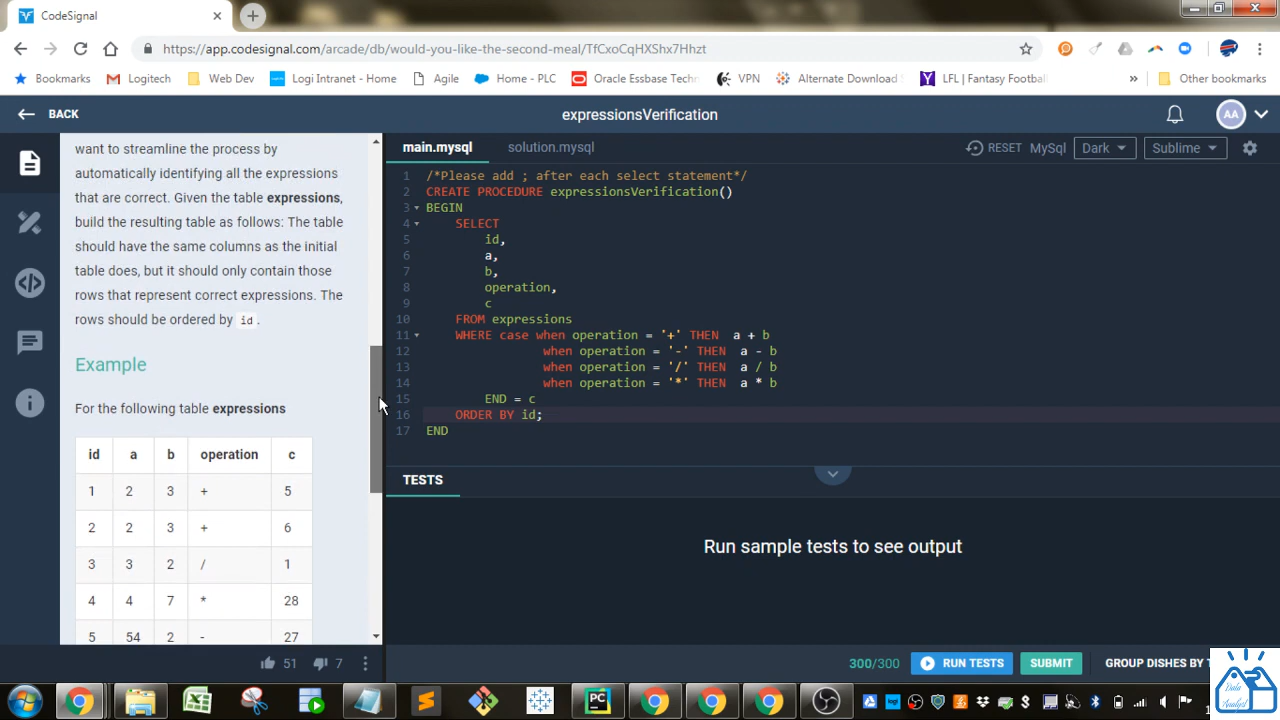 CodeSignal
https://app.codesignal.com/arcade/db/would-you-like-the-second-meal/TfCxoCqHXShx7Hhzt
Bookmarks Logitech Web Dev Logi Intranet - Home Agile Home - PLC Oracle Essbase Techn VPN Alternate Download LFL | Fantasy Football » Other bookmarks
BACK expressionsVerification AA
main.mysql solution.mysql RESET MySql Dark Sublime
want to streamline the process by
automatically identifying all the expressions
that are correct. Given the table expressions,
build the resulting table as follows: The table
should have the same columns as the initial
table does, but it should only contain those
rows that represent correct expressions. The
rows should be ordered by id.
Example
For the following table expressions
id a b operation c
1 2 3 + 5
2 2 3 + 6
3 3 2 / 1
4 4 7 * 28
5 54 2 - 27
51 7
1 /*Please add ; after each select statement*/
2 CREATE PROCEDURE expressionsVerification()
3 BEGIN
4 SELECT
5 id,
6 a,
7 b,
8 operation,
9 c
10 FROM expressions
11 WHERE case when operation = '+' THEN a + b
12 when operation = '-' THEN a - b
13 when operation = '/' THEN a / b
14 when operation = '*' THEN a * b
15 END = c
16 ORDER BY id;
17 END
TESTS
Run sample tests to see output
300/300 RUN TESTS SUBMIT GROUP DISHES BY T
Data
Analyst